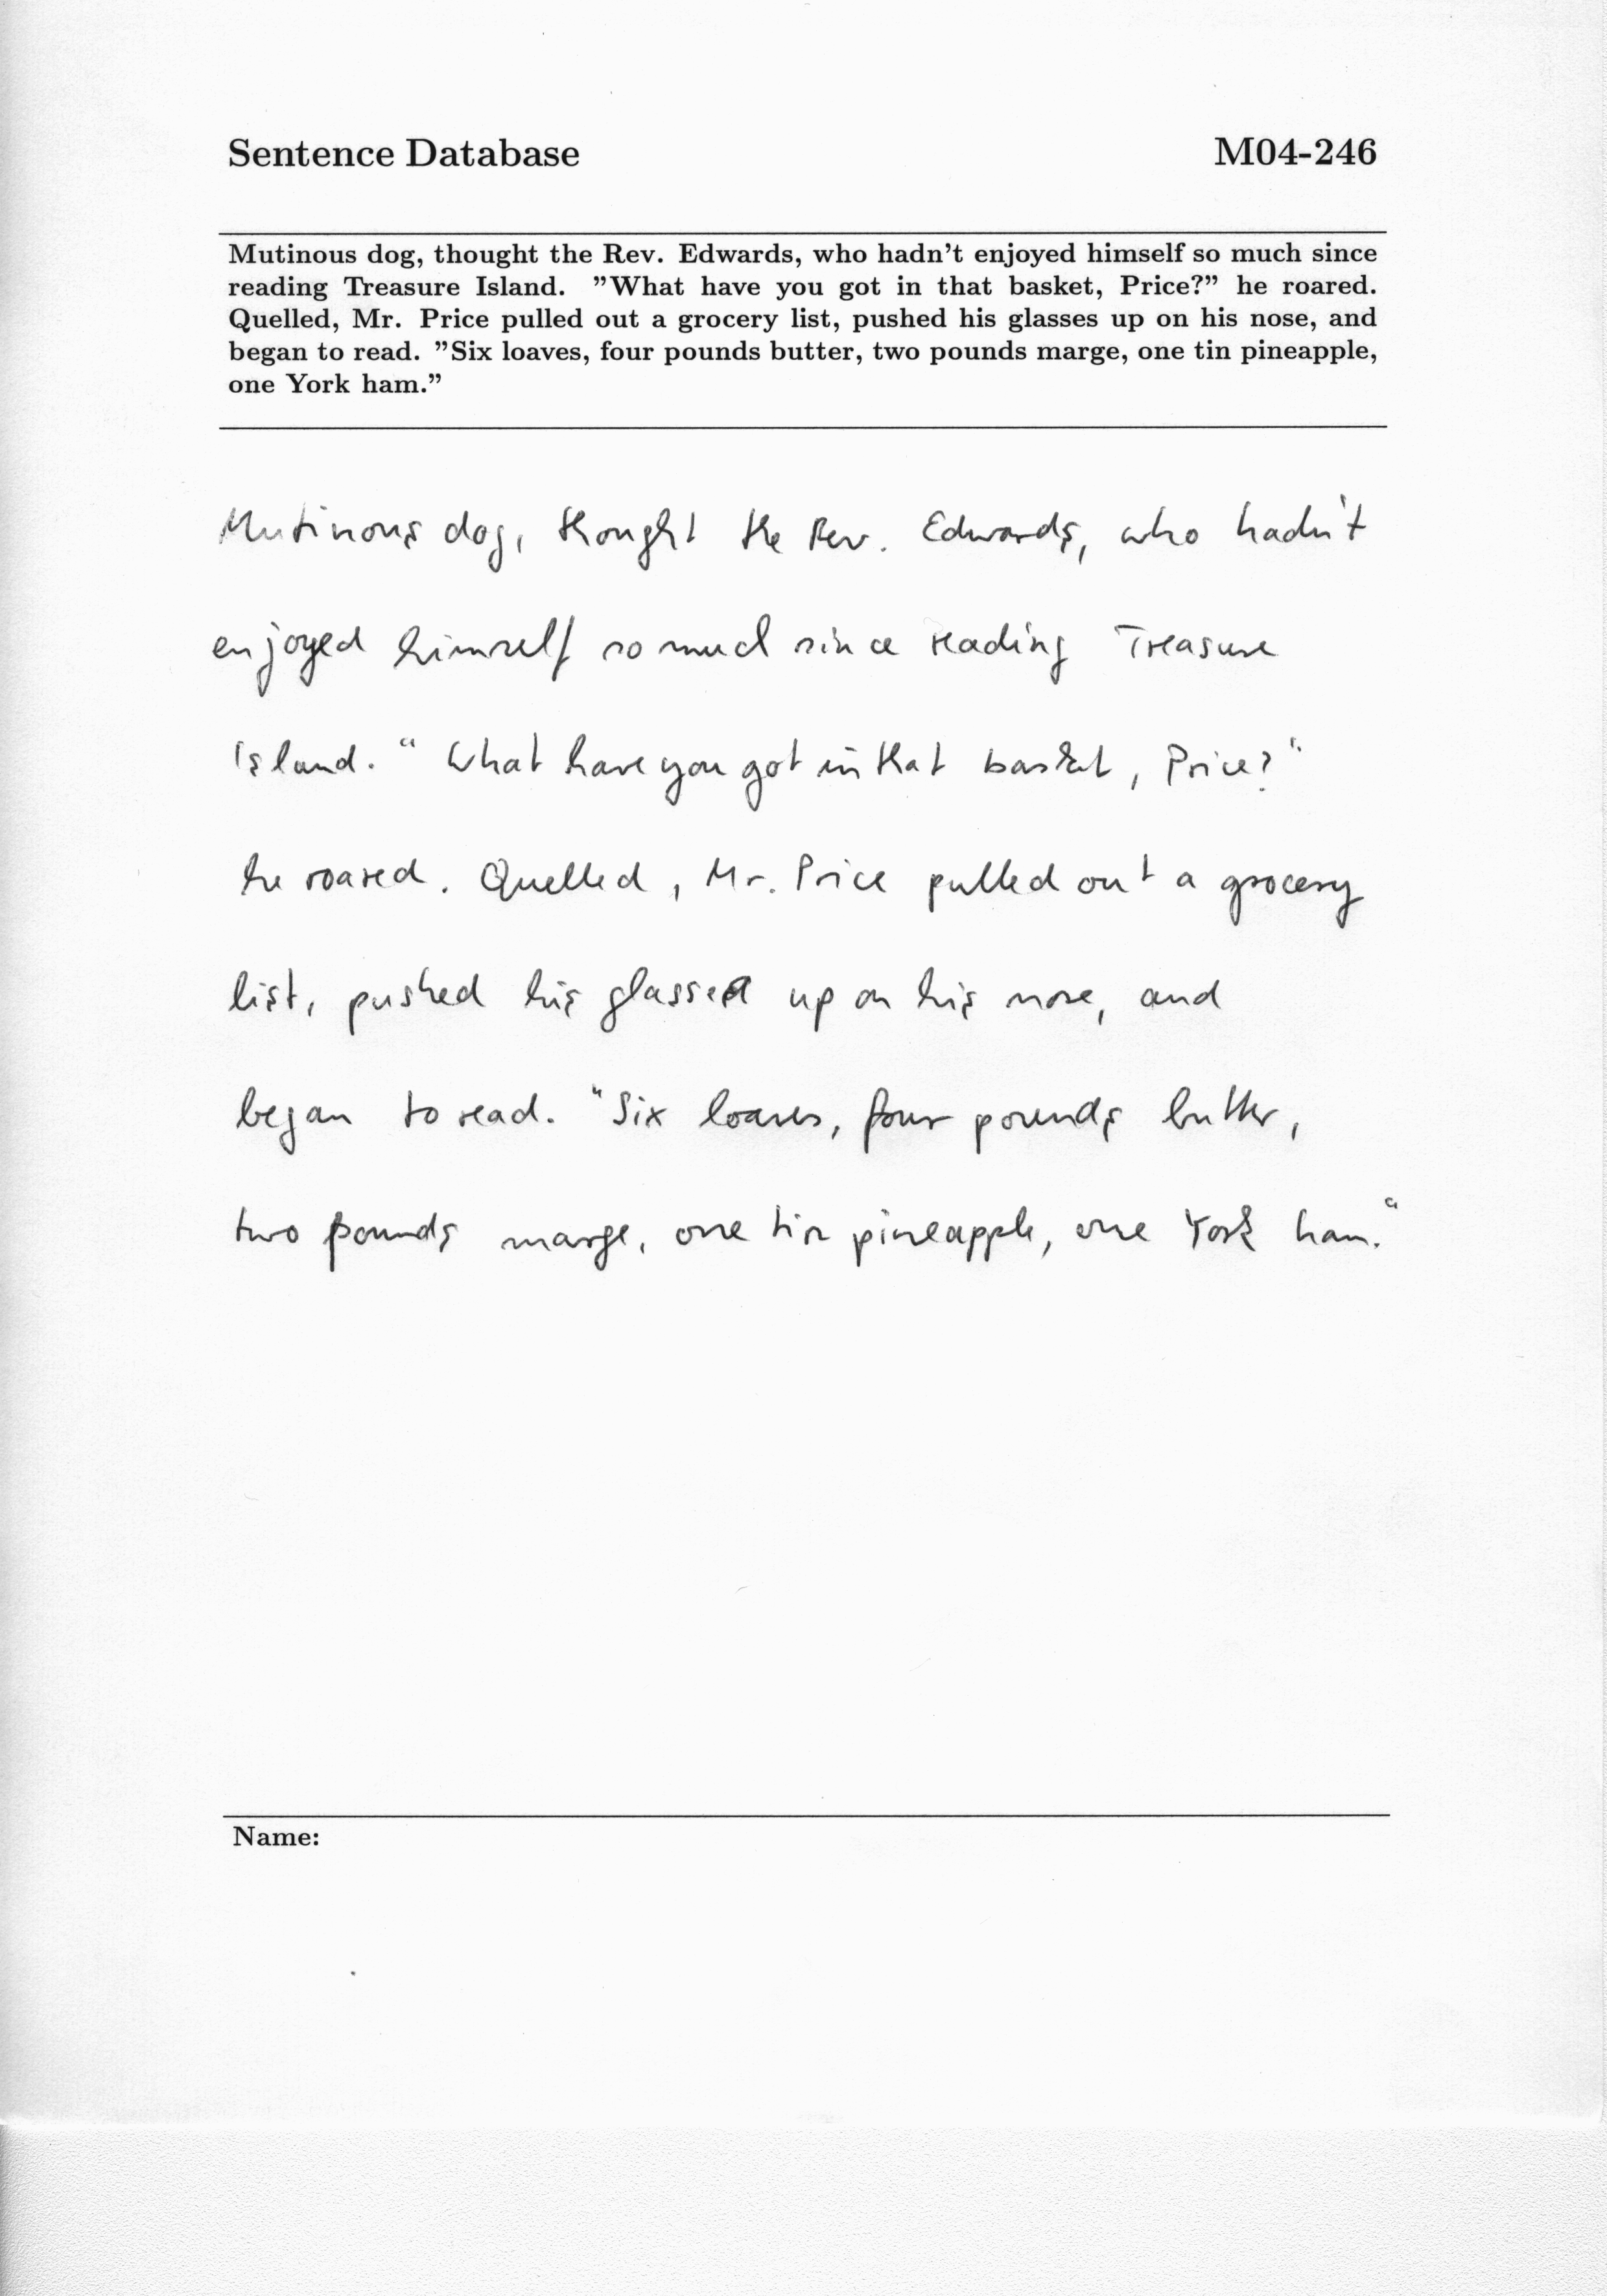 Sentence Database M04-246
Mutinous dog, thought the Rev. Edwards, who hadn't enjoyed himself so much since
reading Treasure Island. "What have you got in that basket, Price?" he roared.
Quelled, Mr. Price pulled out a grocery list, pushed his glasses up on his nose, and
began to read. "Six loaves, four pounds butter, two pounds marge, one tin pineapple,
one York ham."
Mutinous dog, thought the Rev. Edwards, who hadn't
enjoyed himself so much since reading Treasure
Island. "What have you got in that basket, Price?"
he roared. Quelled, Mr. Price pulled out a grocery
list, pushed his glasses up on his nose, and
began to read. "Six loaves, four pounds butter,
two pounds marge, one tin pineapple, one York ham."
Name: